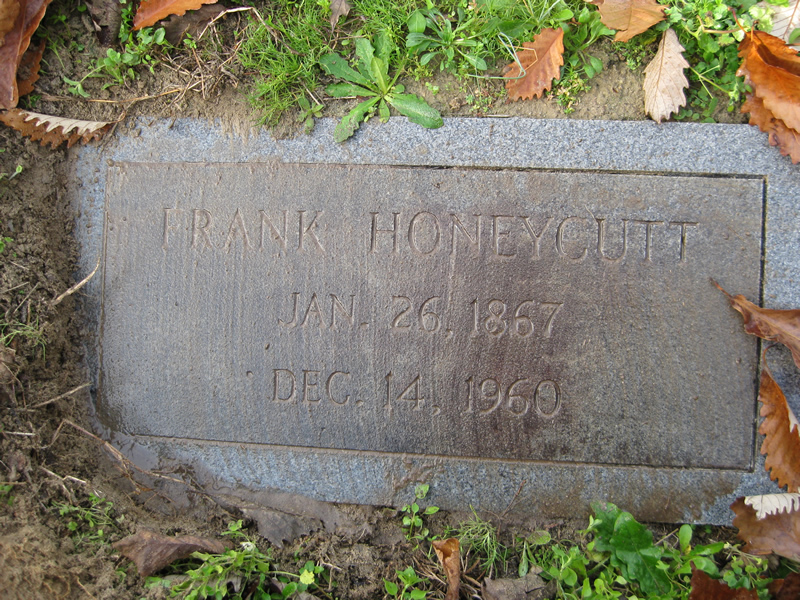 FRANK HONEYCUTT
JAN. 26, 1867
DEC. 14, 1960